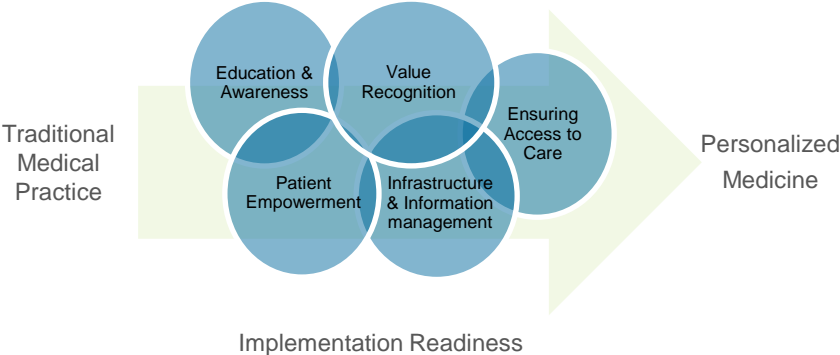 Traditional
Medical
Practice
Education &
Awareness
Value
Recognition
Ensuring
Access to
Care
Patient
Empowerment
Infrastructure
& Information
management
Personalized
Medicine
Implementation Readiness